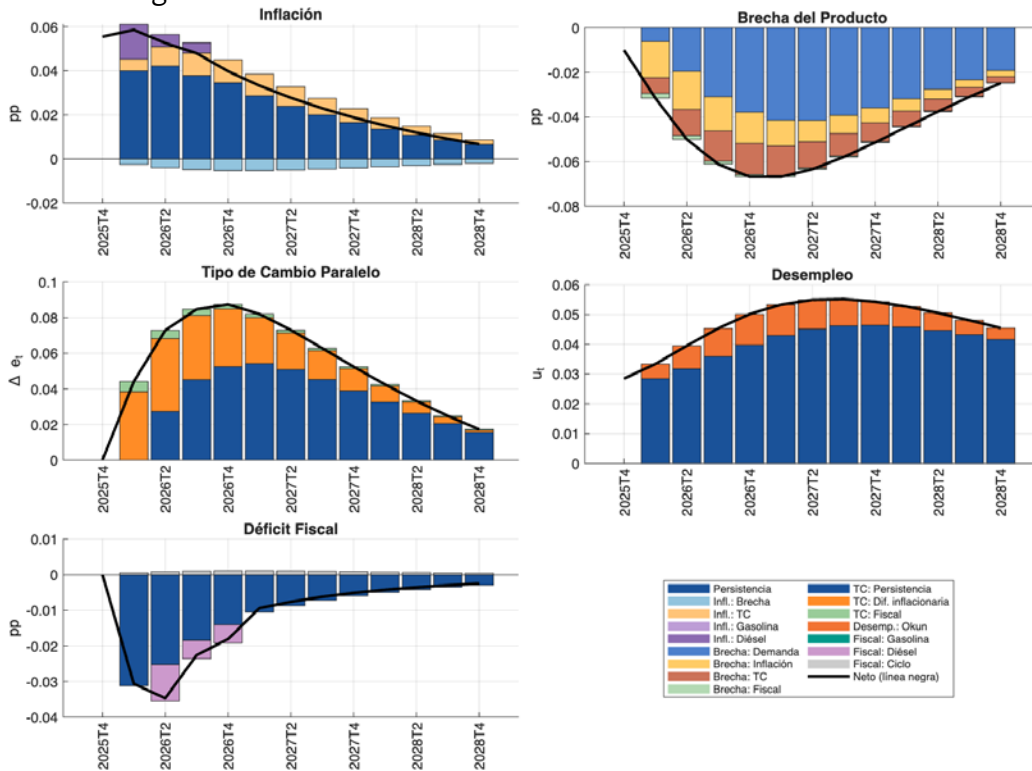 Inflación
0.06
0.04
0.02
0
-0.02
pp
2025T4
2026T2
2026T4
2027T2
2027T4
2028T2
2028T4
Brecha del Producto
0
-0.02
-0.04
-0.06
-0.08
pp
2025T4
2026T2
2026T4
2027T2
2027T4
2028T2
2028T4
Tipo de Cambio Paralelo
0.1
0.08
0.06
0.04
0.02
0
Δ et
2025T4
2026T2
2026T4
2027T2
2027T4
2028T2
2028T4
Desempleo
0.06
0.05
0.04
0.03
0.02
0.01
0
ut
2025T4
2026T2
2026T4
2027T2
2027T4
2028T2
2028T4
Déficit Fiscal
0.01
0
-0.01
-0.02
-0.03
-0.04
pp
2025T4
2026T2
2026T4
2027T2
2027T4
2028T2
2028T4
Persistencia
Infl.: Brecha
Infl.: TC
Infl.: Gasolina
Infl.: Diésel
Brecha: Demanda
Brecha: Inflación
Brecha: TC
Brecha: Fiscal
TC: Persistencia
TC: Dif. inflacionaria
TC: Fiscal
Desemp.: Okun
Fiscal: Gasolina
Fiscal: Diésel
Fiscal: Ciclo
Neto (línea negra)